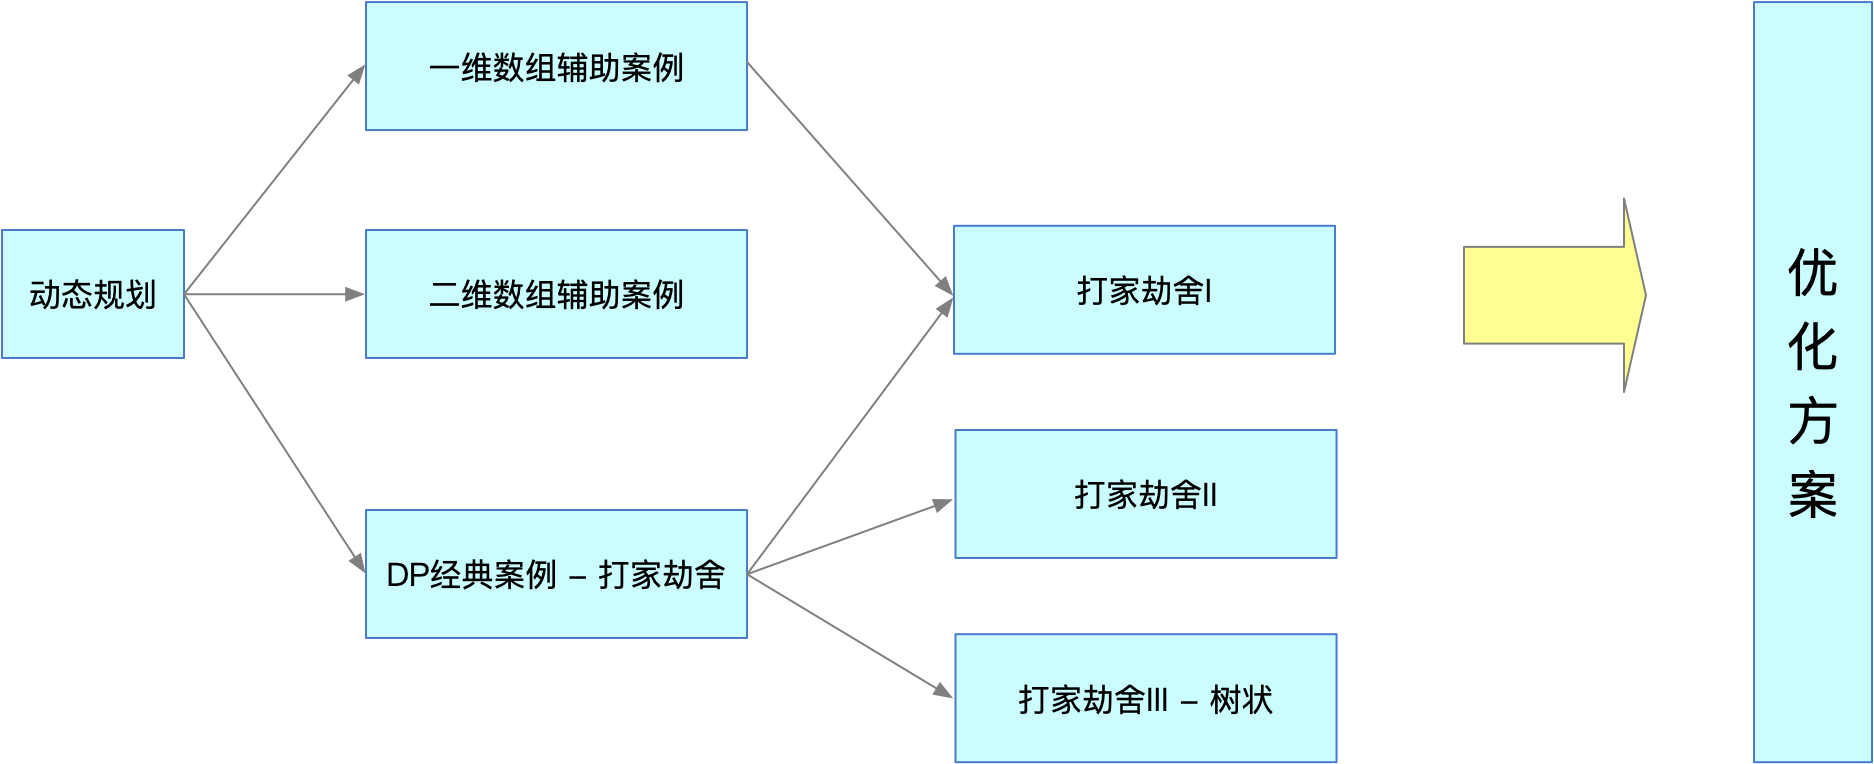 动态规划
一维数组辅助案例
二维数组辅助案例
DP经典案例 – 打家劫舍
打家劫舍I
打家劫舍II
打家劫舍III – 树状
优
化
方
案